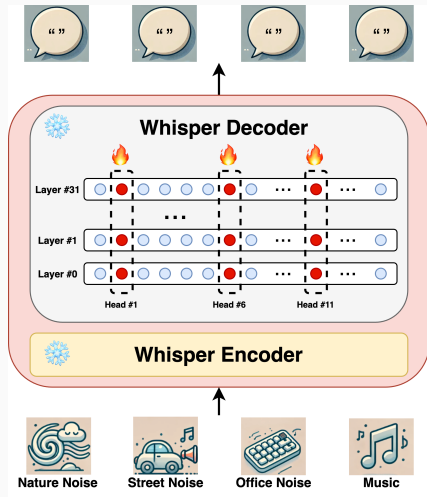 “ ” “ ” “ ” “ ”
Whisper Decoder
Layer #31
...
Layer #1
Layer #0
Head #1 Head #6 Head #11
Whisper Encoder
Nature Noise Street Noise Office Noise Music